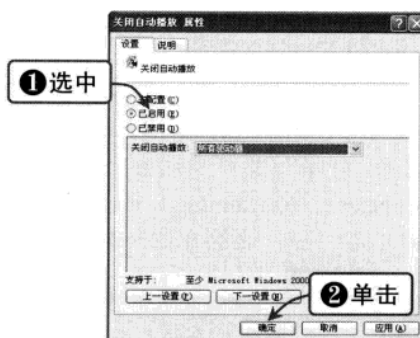 关闭自动播放 属性
设置 说明
关闭自动播放
❶选中
配置(C)
已启用(E)
已禁用(D)
关闭自动播放 所有驱动器
支持于: 至少 Microsoft Windows 2000
上一设置(P) 下一设置(N)
❷单击
确定 取消 应用(A)